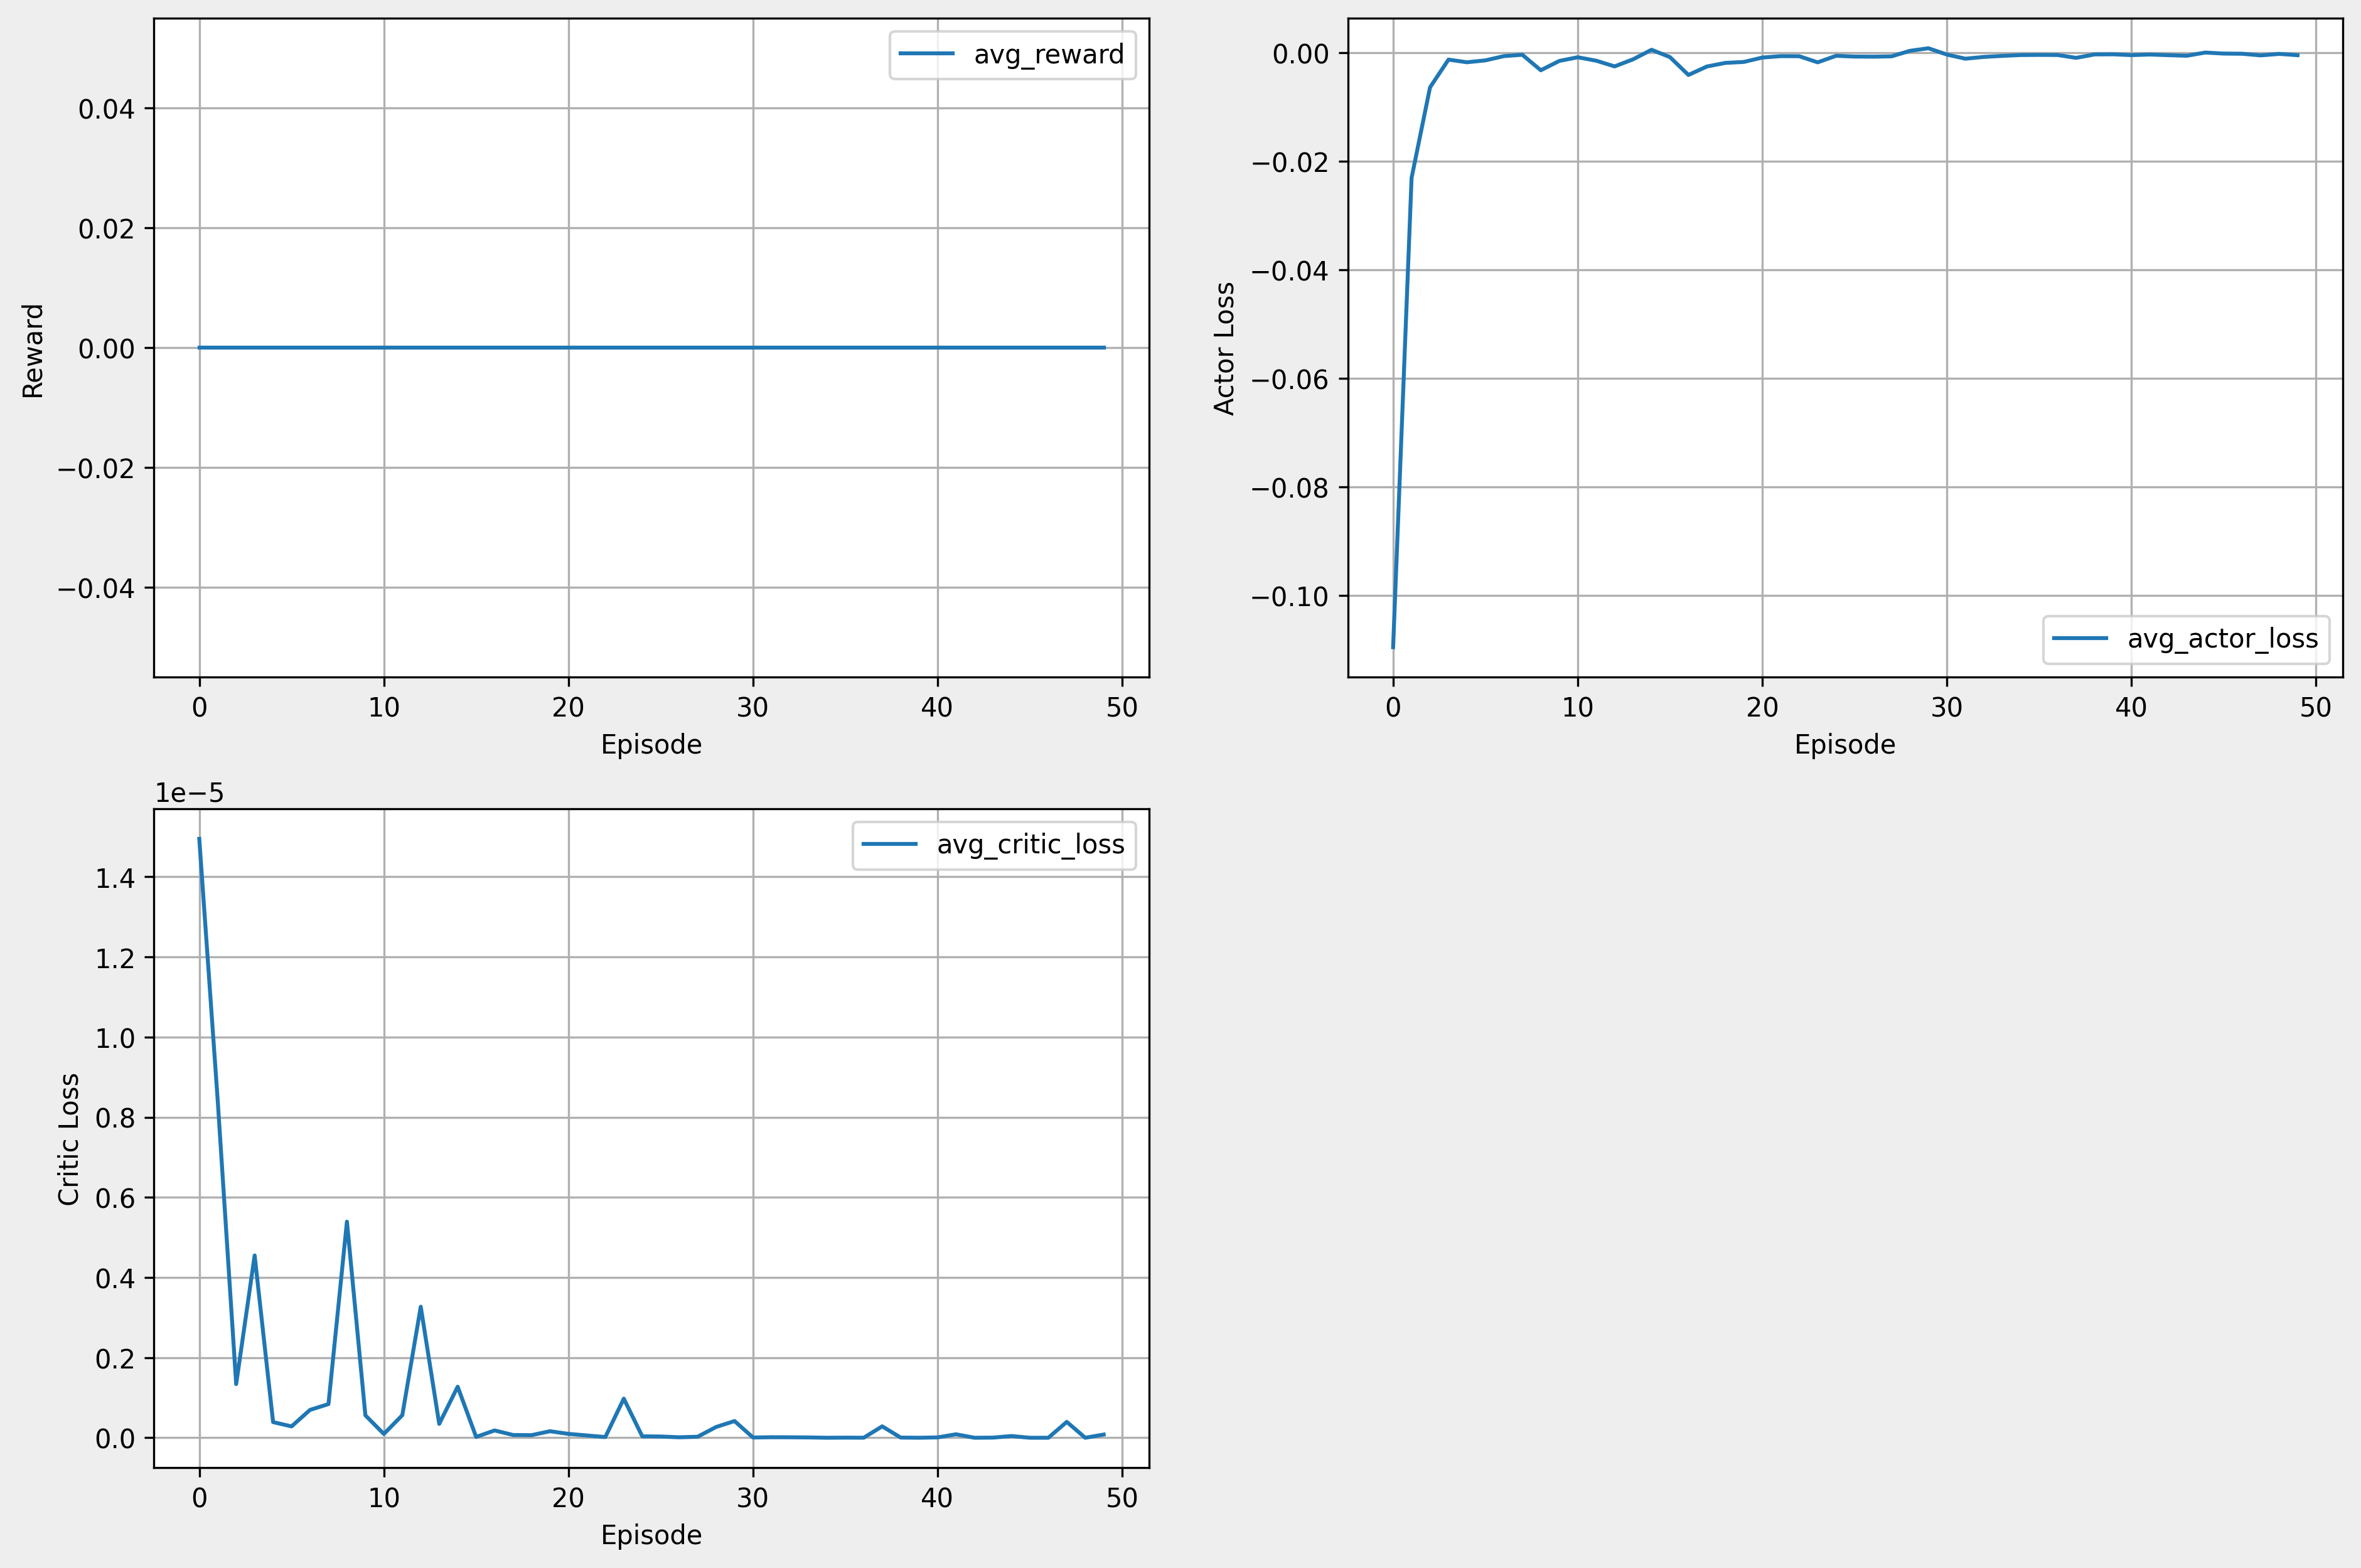 avg_reward
0.04
0.02
0.00
−0.02
−0.04
Reward
0 10 20 30 40 50
Episode
avg_actor_loss
0.00
−0.02
−0.04
−0.06
−0.08
−0.10
Actor Loss
0 10 20 30 40 50
Episode
1e−5
avg_critic_loss
1.4
1.2
1.0
0.8
0.6
0.4
0.2
0.0
Critic Loss
0 10 20 30 40 50
Episode